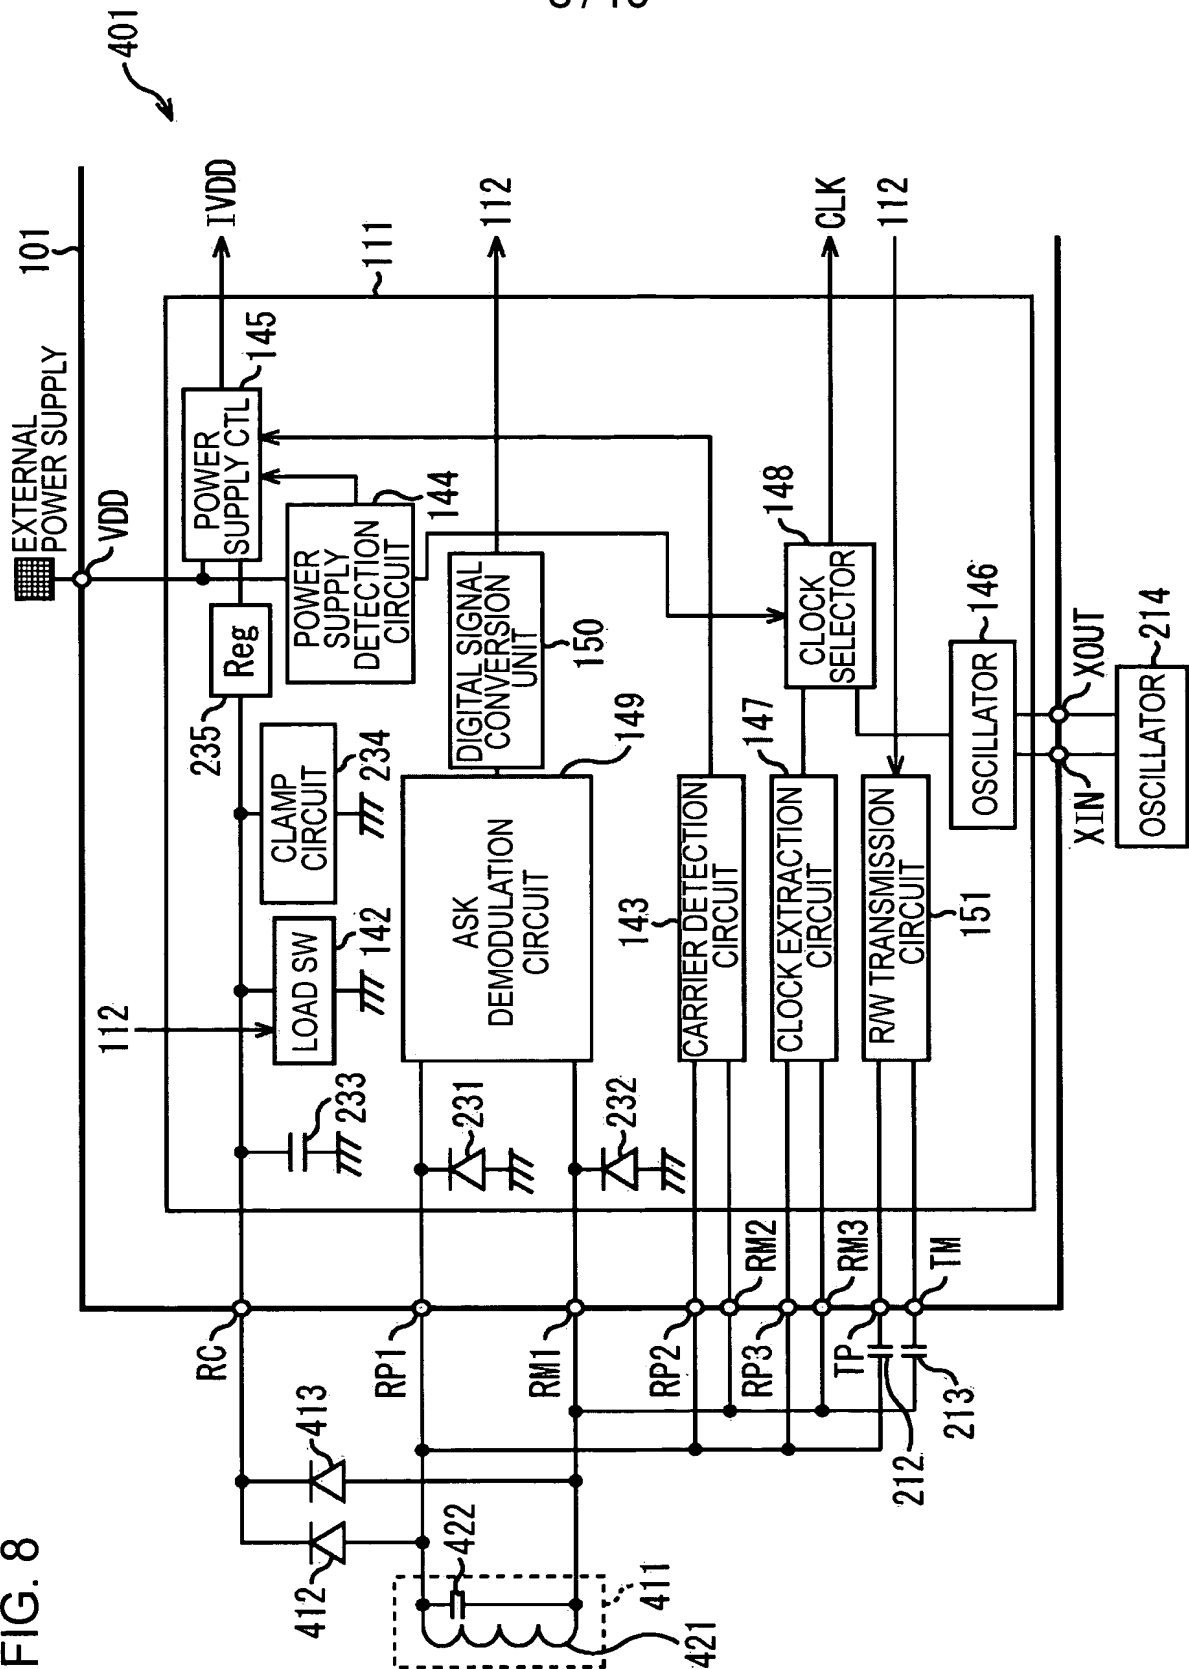 FIG. 8
401
EXTERNAL
POWER SUPPLY
101
VDD
IVDD
POWER
SUPPLY CTL
145
111
112
Reg
235
POWER
SUPPLY
DETECTION
CIRCUIT
144
CLAMP
CIRCUIT
234
LOAD SW
142
112
233
DIGITAL SIGNAL
CONVERSION
UNIT
150
ASK
DEMODULATION
CIRCUIT
149
231
232
CARRIER DETECTION
CIRCUIT
143
CLOCK EXTRACTION
CIRCUIT
147
CLOCK
SELECTOR
148
CLK
112
R/W TRANSMISSION
CIRCUIT
151
OSCILLATOR
146
XIN
XOUT
OSCILLATOR
214
RC
RP1
RM1
RP2
RM2
RP3
RM3
TP
TM
212
213
413
412
422
411
421